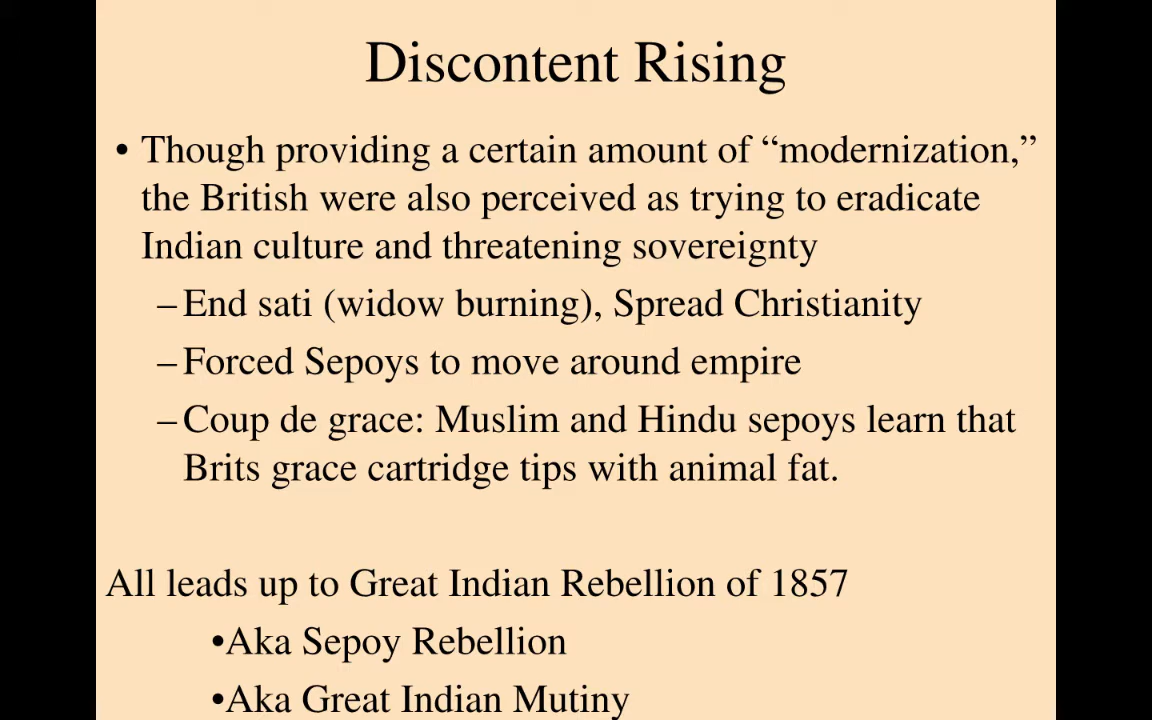 Discontent Rising
• Though providing a certain amount of “modernization,”
the British were also perceived as trying to eradicate
Indian culture and threatening sovereignty
– End sati (widow burning), Spread Christianity
– Forced Sepoys to move around empire
– Coup de grace: Muslim and Hindu sepoys learn that
Brits grace cartridge tips with animal fat.
All leads up to Great Indian Rebellion of 1857
•Aka Sepoy Rebellion
•Aka Great Indian Mutiny